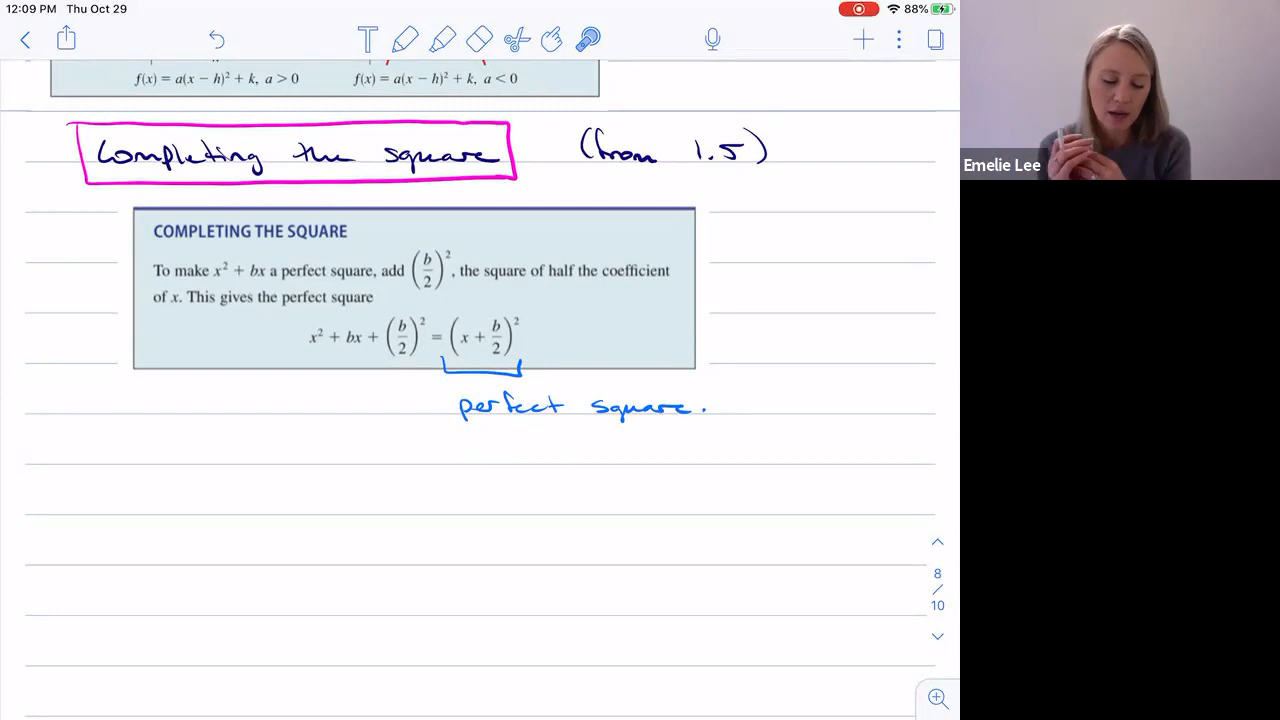 12:09 PM Thu Oct 29
88%
T
f(x) = a(x − h)² + k, a > 0
f(x) = a(x − h)² + k, a < 0
Completing the square (from 1.5)
COMPLETING THE SQUARE
To make x² + bx a perfect square, add (b/2)², the square of half the coefficient
of x. This gives the perfect square
x² + bx + (b/2)² = (x + b/2)²
perfect square.
8
/
10
Emelie Lee